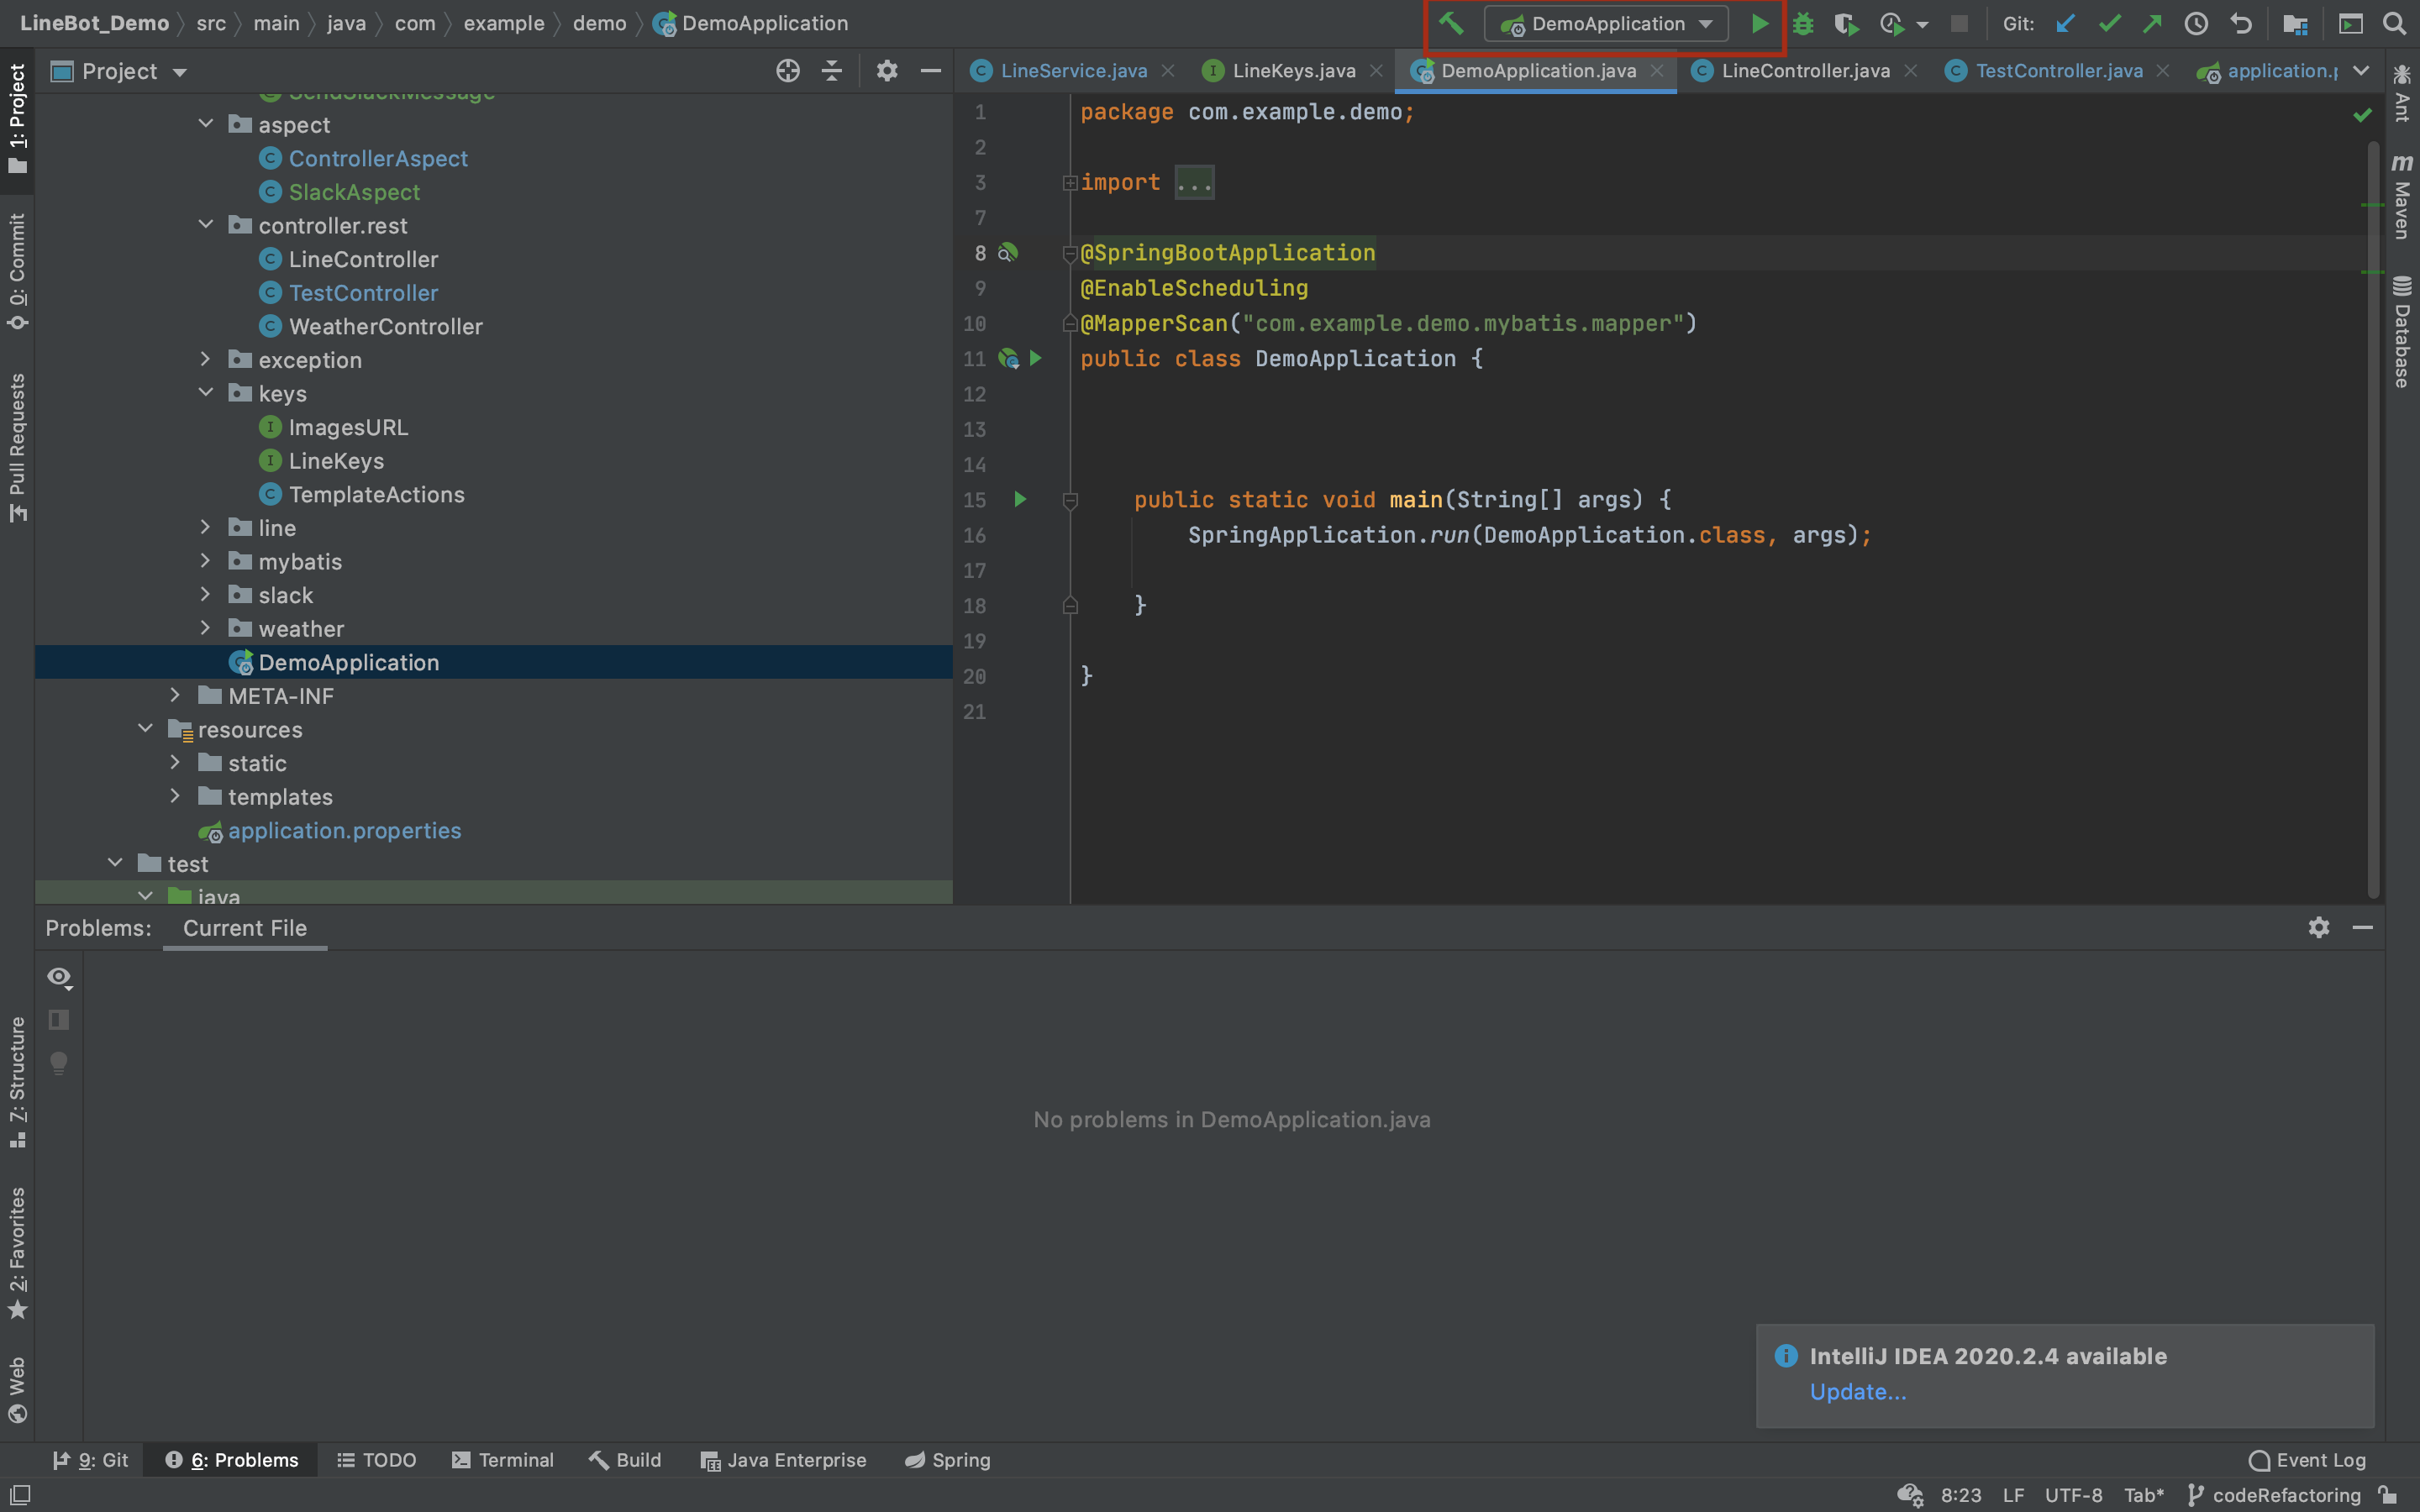 LineBot_Demo src main java com example demo DemoApplication
DemoApplication Git:
Project
LineService.java LineKeys.java DemoApplication.java LineController.java TestController.java application.p
SendSlackMessage
aspect
ControllerAspect
SlackAspect
controller.rest
LineController
TestController
WeatherController
exception
keys
ImagesURL
LineKeys
TemplateActions
line
mybatis
slack
weather
DemoApplication
META-INF
resources
static
templates
application.properties
test
java
1 package com.example.demo;
2
3 import ...
7
8 @SpringBootApplication
9 @EnableScheduling
10 @MapperScan("com.example.demo.mybatis.mapper")
11 public class DemoApplication {
12
13
14
15 public static void main(String[] args) {
16 SpringApplication.run(DemoApplication.class, args);
17
18 }
19
20 }
21
1: Project
0: Commit
Pull Requests
7: Structure
2: Favorites
Web
Ant
m Maven
Database
Problems: Current File
No problems in DemoApplication.java
IntelliJ IDEA 2020.2.4 available
Update...
9: Git 6: Problems TODO Terminal Build Java Enterprise Spring Event Log
8:23 LF UTF-8 Tab* codeRefactoring